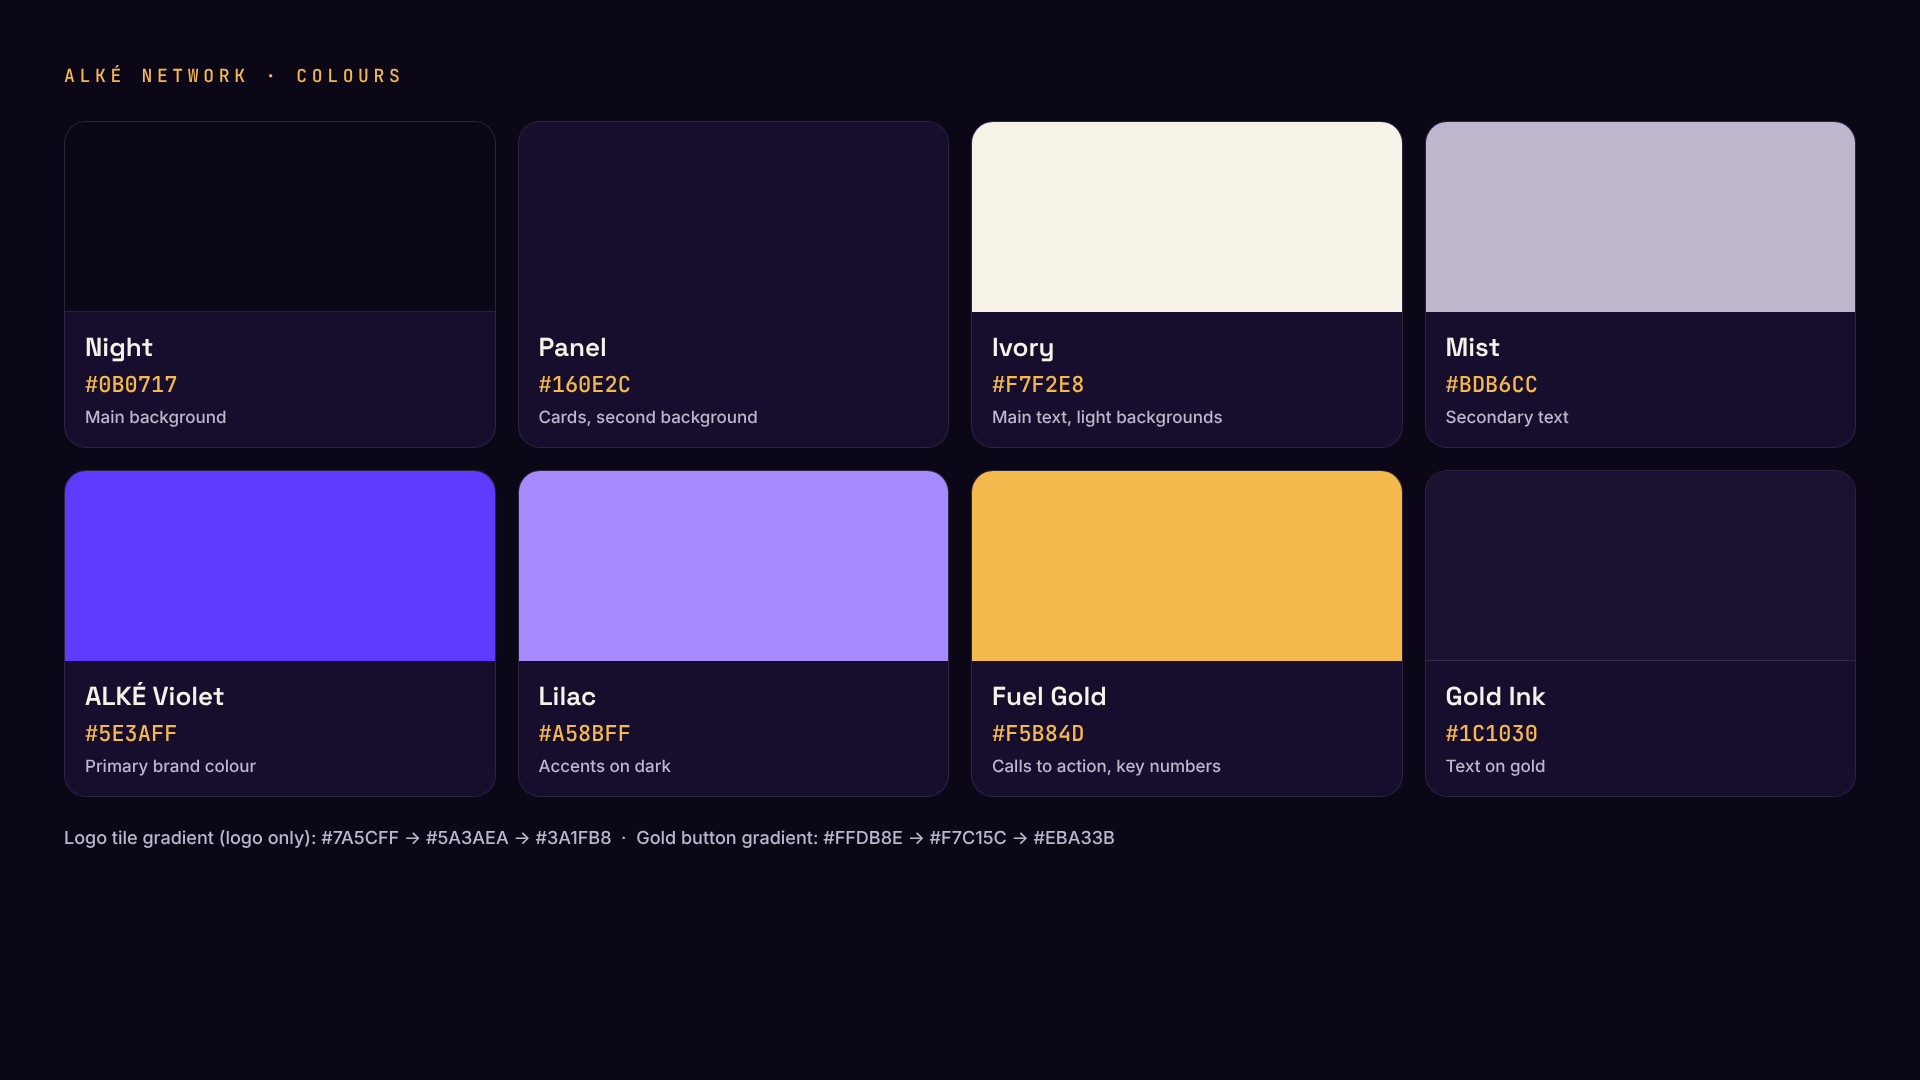 ALKÉ NETWORK · COLOURS
Night
#0B0717
Main background
Panel
#160E2C
Cards, second background
Ivory
#F7F2E8
Main text, light backgrounds
Mist
#BDB6CC
Secondary text
ALKÉ Violet
#5E3AFF
Primary brand colour
Lilac
#A58BFF
Accents on dark
Fuel Gold
#F5B84D
Calls to action, key numbers
Gold Ink
#1C1030
Text on gold
Logo tile gradient (logo only): #7A5CFF → #5A3AEA → #3A1FB8 · Gold button gradient: #FFDB8E → #F7C15C → #EBA33B